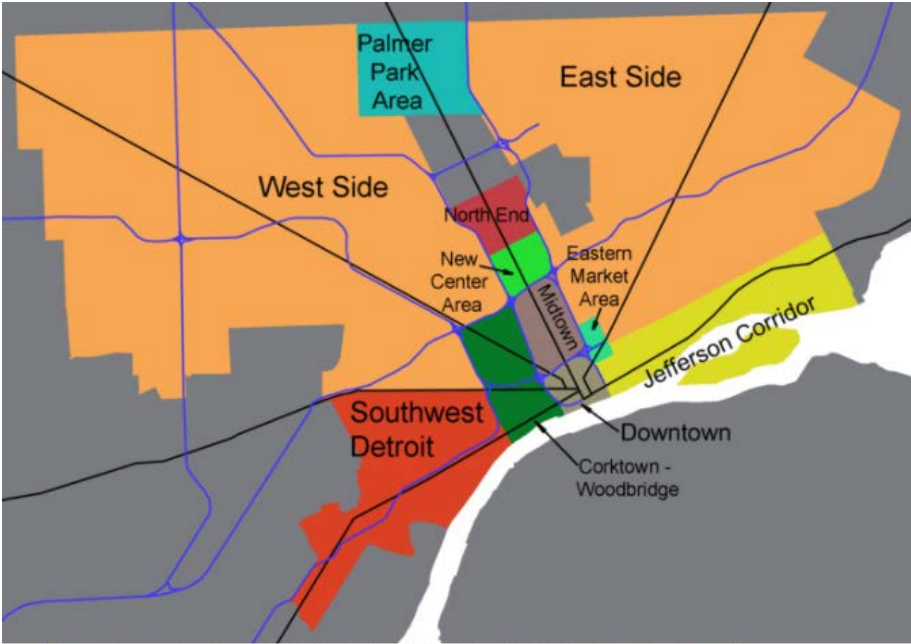 Palmer
Park
Area
East Side
West Side
North End
New
Center
Area
Eastern
Market
Area
Midtown
Jefferson Corridor
Southwest
Detroit
Downtown
Corktown -
Woodbridge